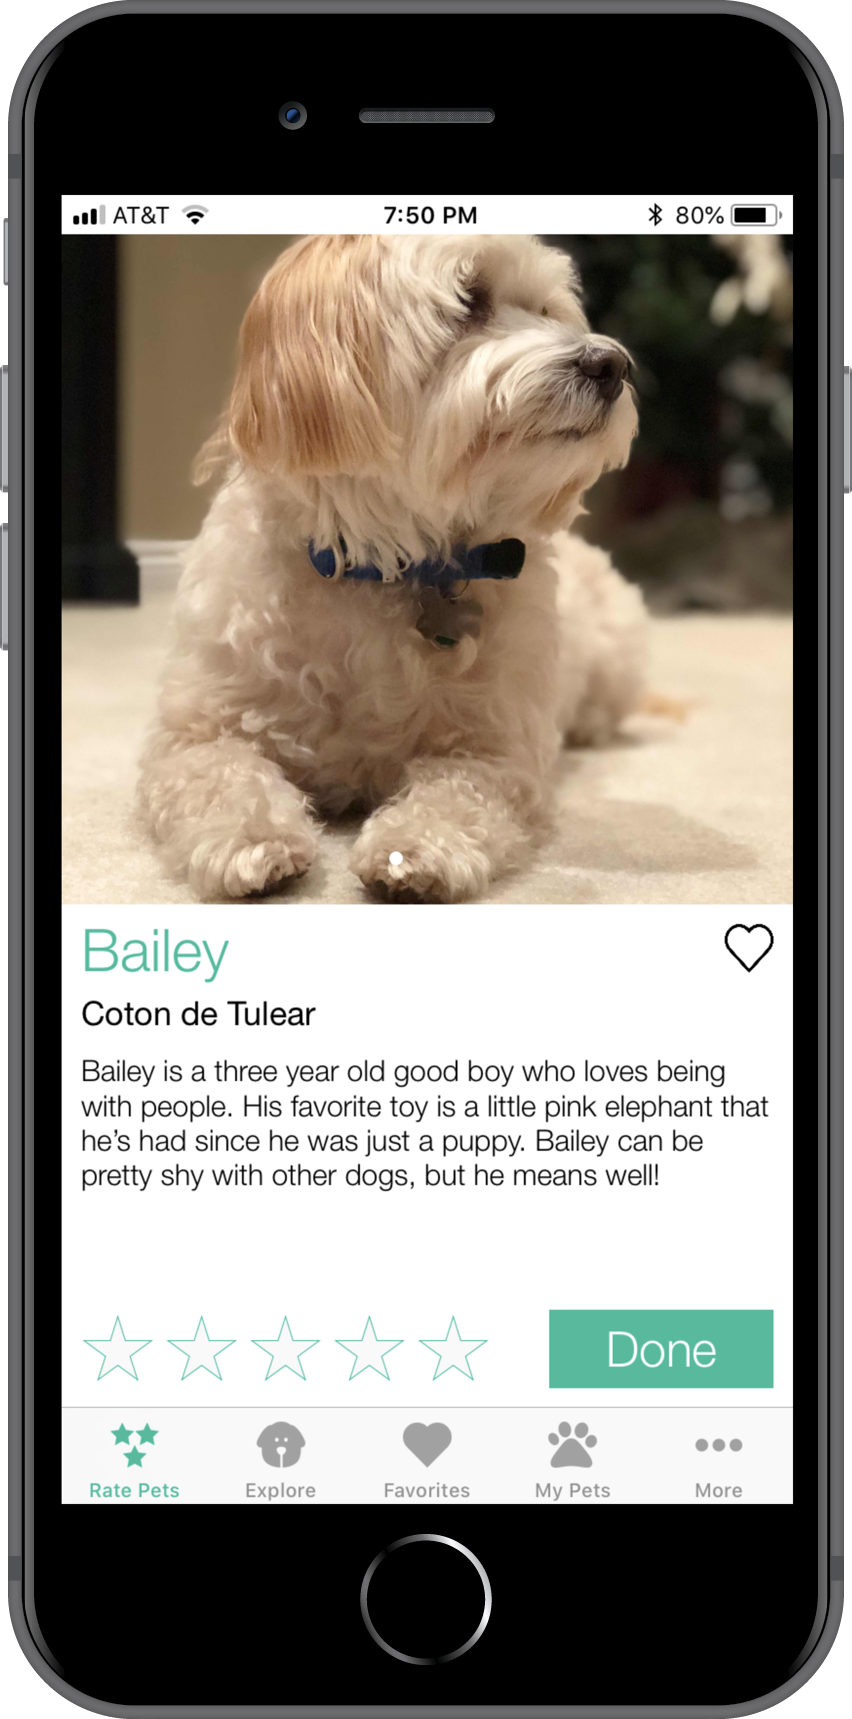 AT&T 7:50 PM 80%
Bailey
Coton de Tulear
Bailey is a three year old good boy who loves being
with people. His favorite toy is a little pink elephant that
he's had since he was just a puppy. Bailey can be
pretty shy with other dogs, but he means well!
Done
Rate Pets Explore Favorites My Pets More